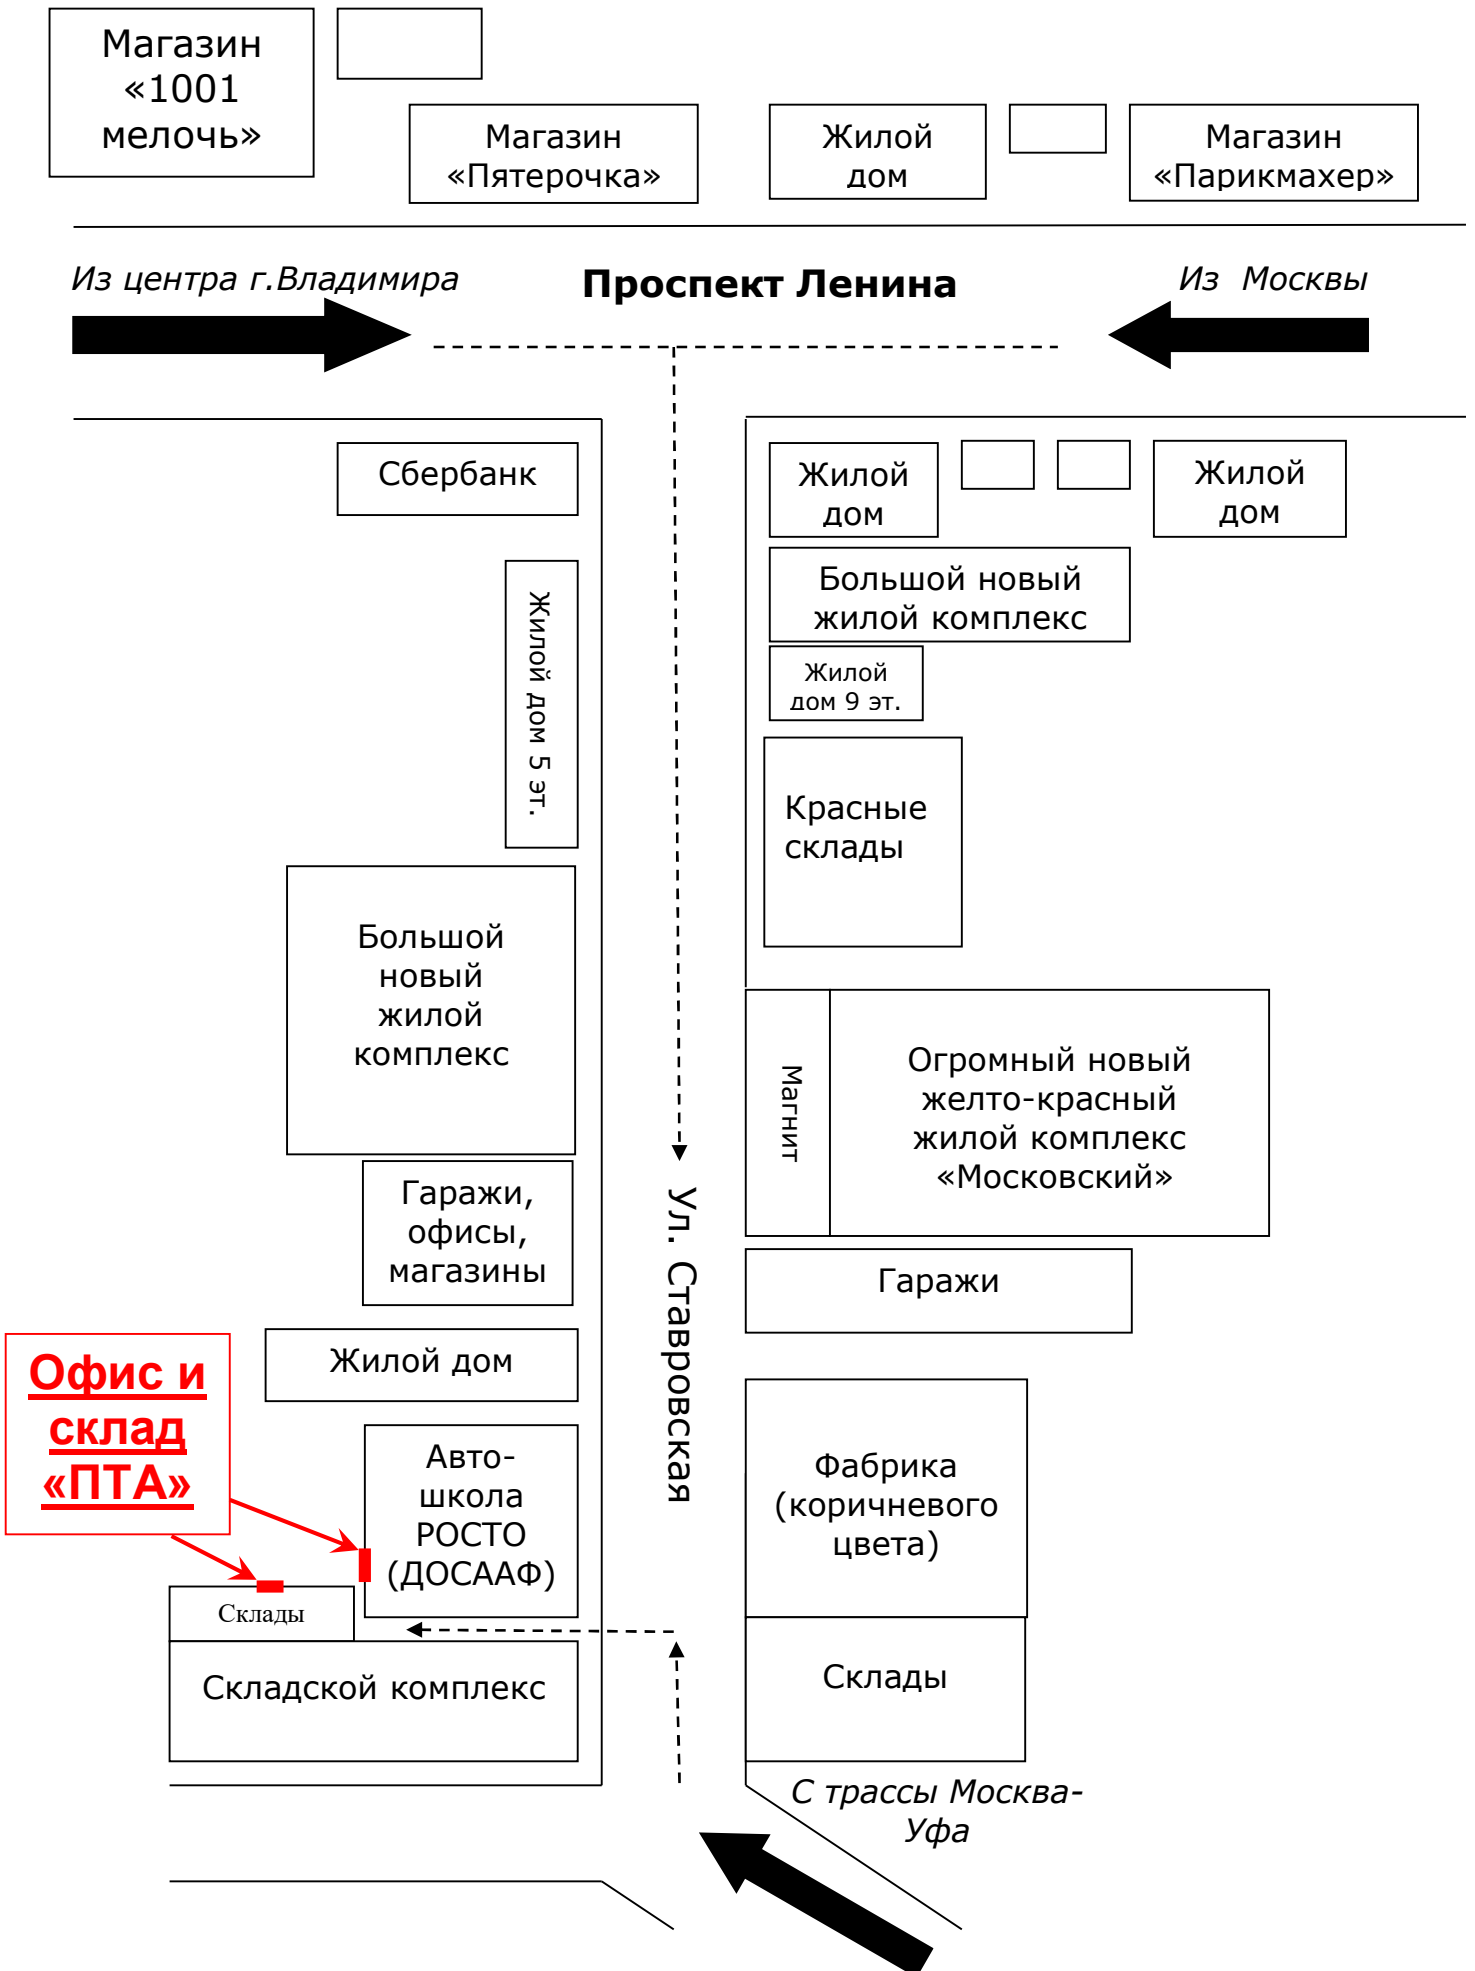 Магазин
«1001
мелочь»
Магазин
«Пятерочка»
Жилой
дом
Магазин
«Парикмахер»
Из центра г.Владимира
Проспект Ленина
Из Москвы
Сбербанк
Жилой
дом
Жилой
дом
Большой новый
жилой комплекс
Жилой дом 5 эт.
Жилой
дом 9 эт.
Красные
склады
Большой
новый
жилой
комплекс
Магнит
Огромный новый
желто-красный
жилой комплекс
«Московский»
Гаражи,
офисы,
магазины
Ул. Ставровская
Гаражи
Жилой дом
Офис и
склад
«ПТА»
Авто-
школа
РОСТО
(ДОСААФ)
Фабрика
(коричневого
цвета)
Склады
Складской комплекс
Склады
С трассы Москва-
Уфа